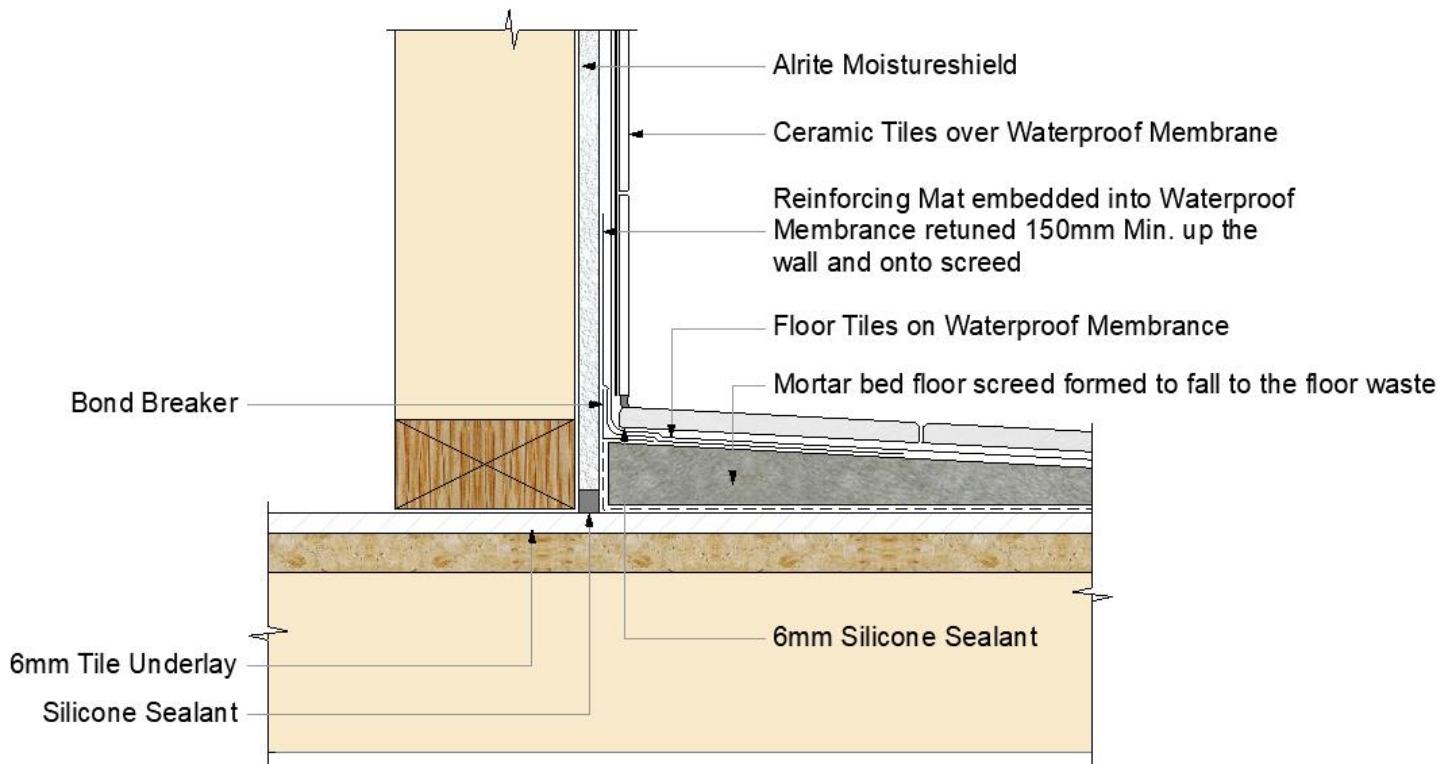 Alrite Moistureshield
Ceramic Tiles over Waterproof Membrane
Reinforcing Mat embedded into Waterproof
Membrance retuned 150mm Min. up the
wall and onto screed
Floor Tiles on Waterproof Membrance
Mortar bed floor screed formed to fall to the floor waste
Bond Breaker
6mm Silicone Sealant
6mm Tile Underlay
Silicone Sealant